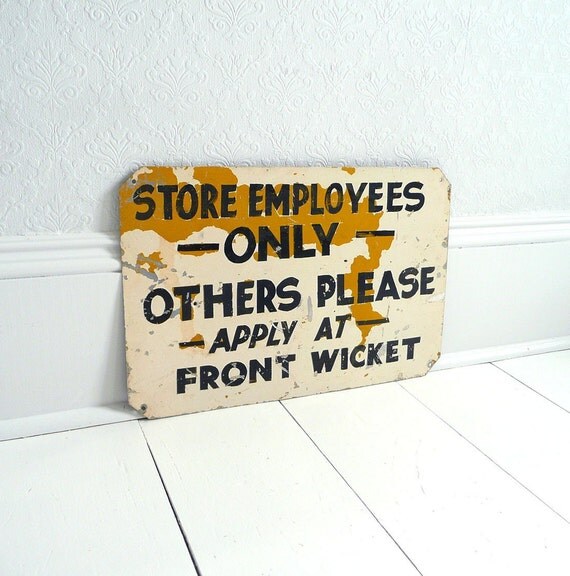 STORE EMPLOYEES
— ONLY —
OTHERS PLEASE
— APPLY AT —
FRONT WICKET